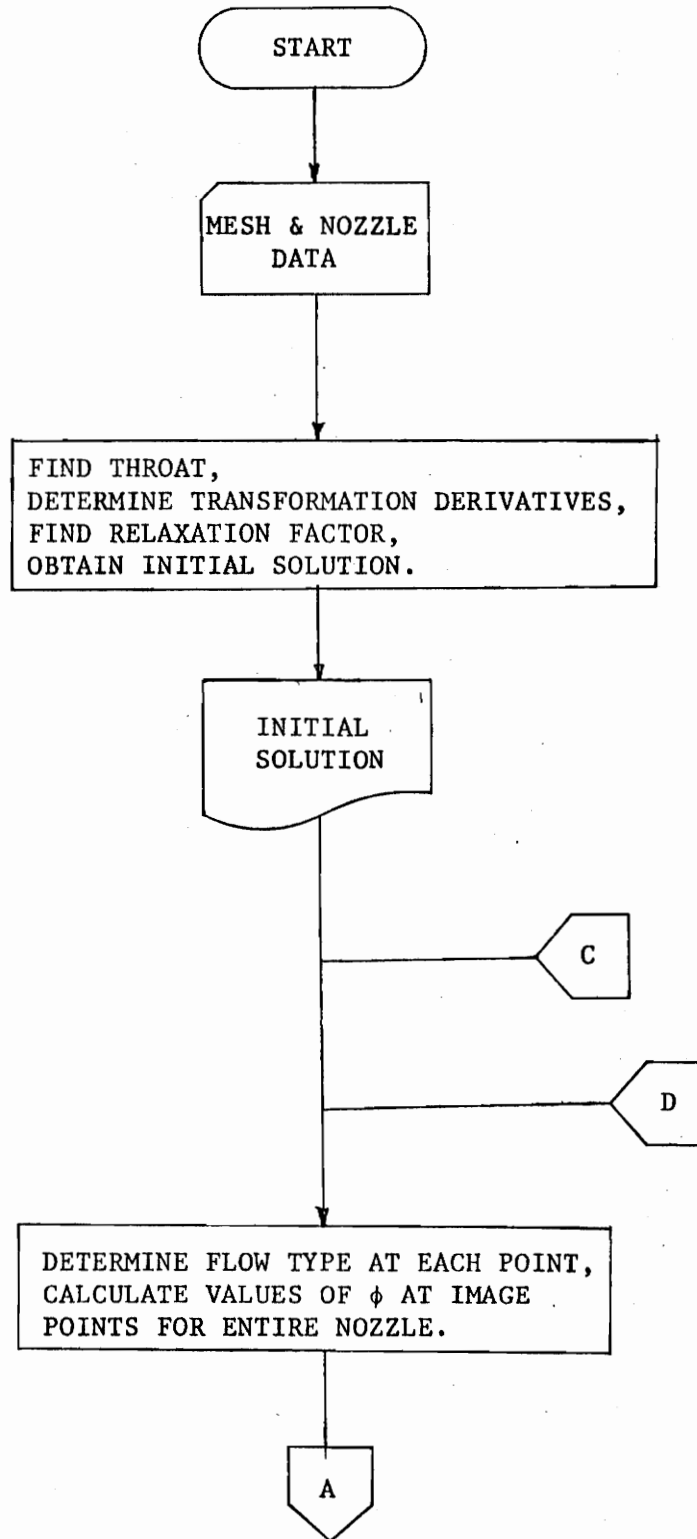 START
MESH & NOZZLE
DATA
FIND THROAT,
DETERMINE TRANSFORMATION DERIVATIVES,
FIND RELAXATION FACTOR,
OBTAIN INITIAL SOLUTION.
INITIAL
SOLUTION
C
D
DETERMINE FLOW TYPE AT EACH POINT,
CALCULATE VALUES OF ϕ AT IMAGE
POINTS FOR ENTIRE NOZZLE.
A